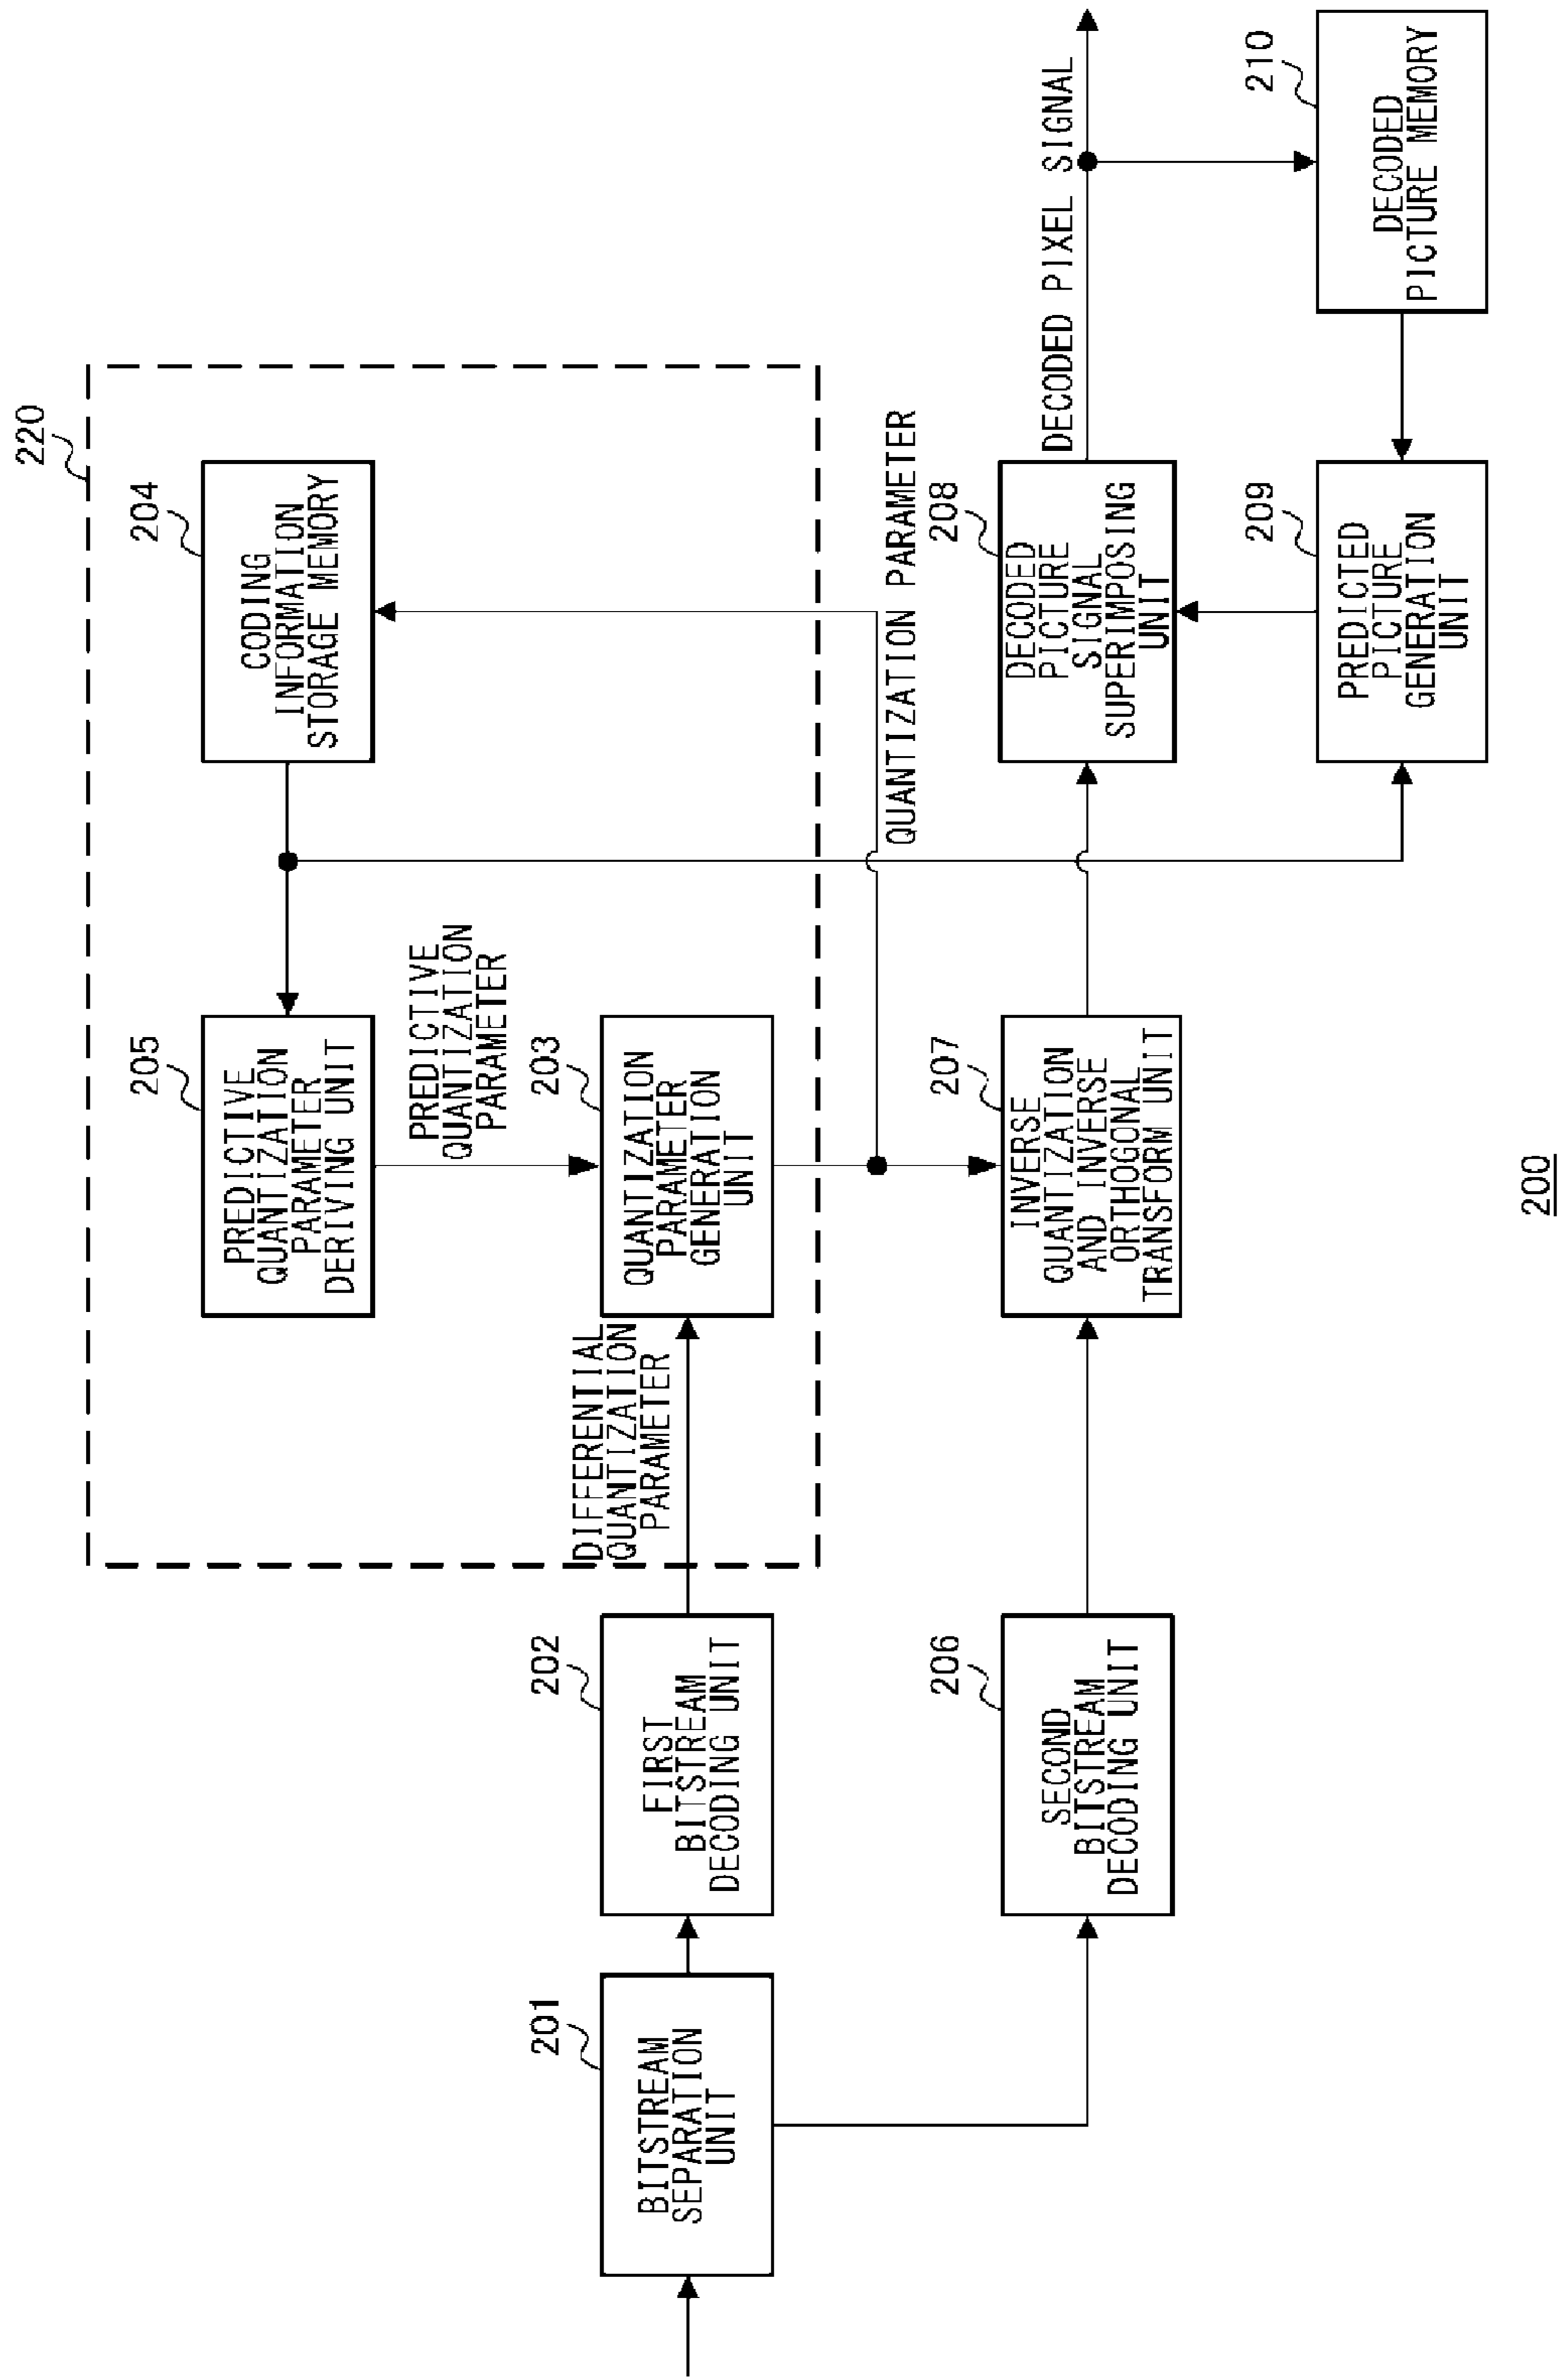 220
204
CODING
INFORMATION
STORAGE MEMORY
205
PREDICTIVE
QUANTIZATION
PARAMETER
DERIVING UNIT
PREDICTIVE
QUANTIZATION
PARAMETER
DIFFERENTIAL
QUANTIZATION
PARAMETER
201
BITSTREAM
SEPARATION
UNIT
202
FIRST
BITSTREAM
DECODING UNIT
203
QUANTIZATION
PARAMETER
GENERATION
UNIT
QUANTIZATION PARAMETER
206
SECOND
BITSTREAM
DECODING UNIT
207
INVERSE
QUANTIZATION
AND INVERSE
ORTHOGONAL
TRANSFORM UNIT
208
DECODED
PICTURE
SIGNAL
SUPERIMPOSING
UNIT
DECODED PIXEL SIGNAL
209
PREDICTED
PICTURE
GENERATION
UNIT
210
DECODED
PICTURE MEMORY
200